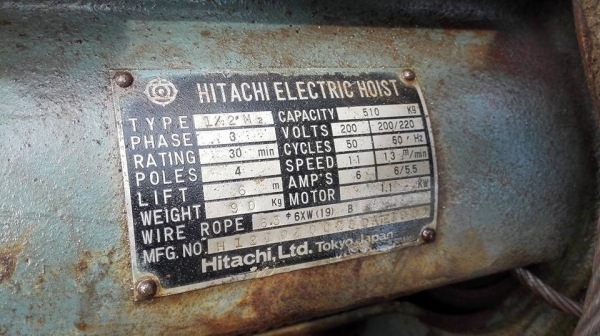 HITACHI ELECTRIC HOIST
TYPE 1/2 H2 CAPACITY 510 Kg
PHASE 3 VOLTS 200 200/220
RATING 30 min CYCLES 50 60 Hz
POLES 4 SPEED 11 13 m/min
LIFT 6 m AMP'S 6 6/5.5
WEIGHT 90 Kg MOTOR 1.1 Kw
WIRE ROPE φ 6XW(19) B
MFG. NO.
Hitachi, Ltd. Tokyo Japan